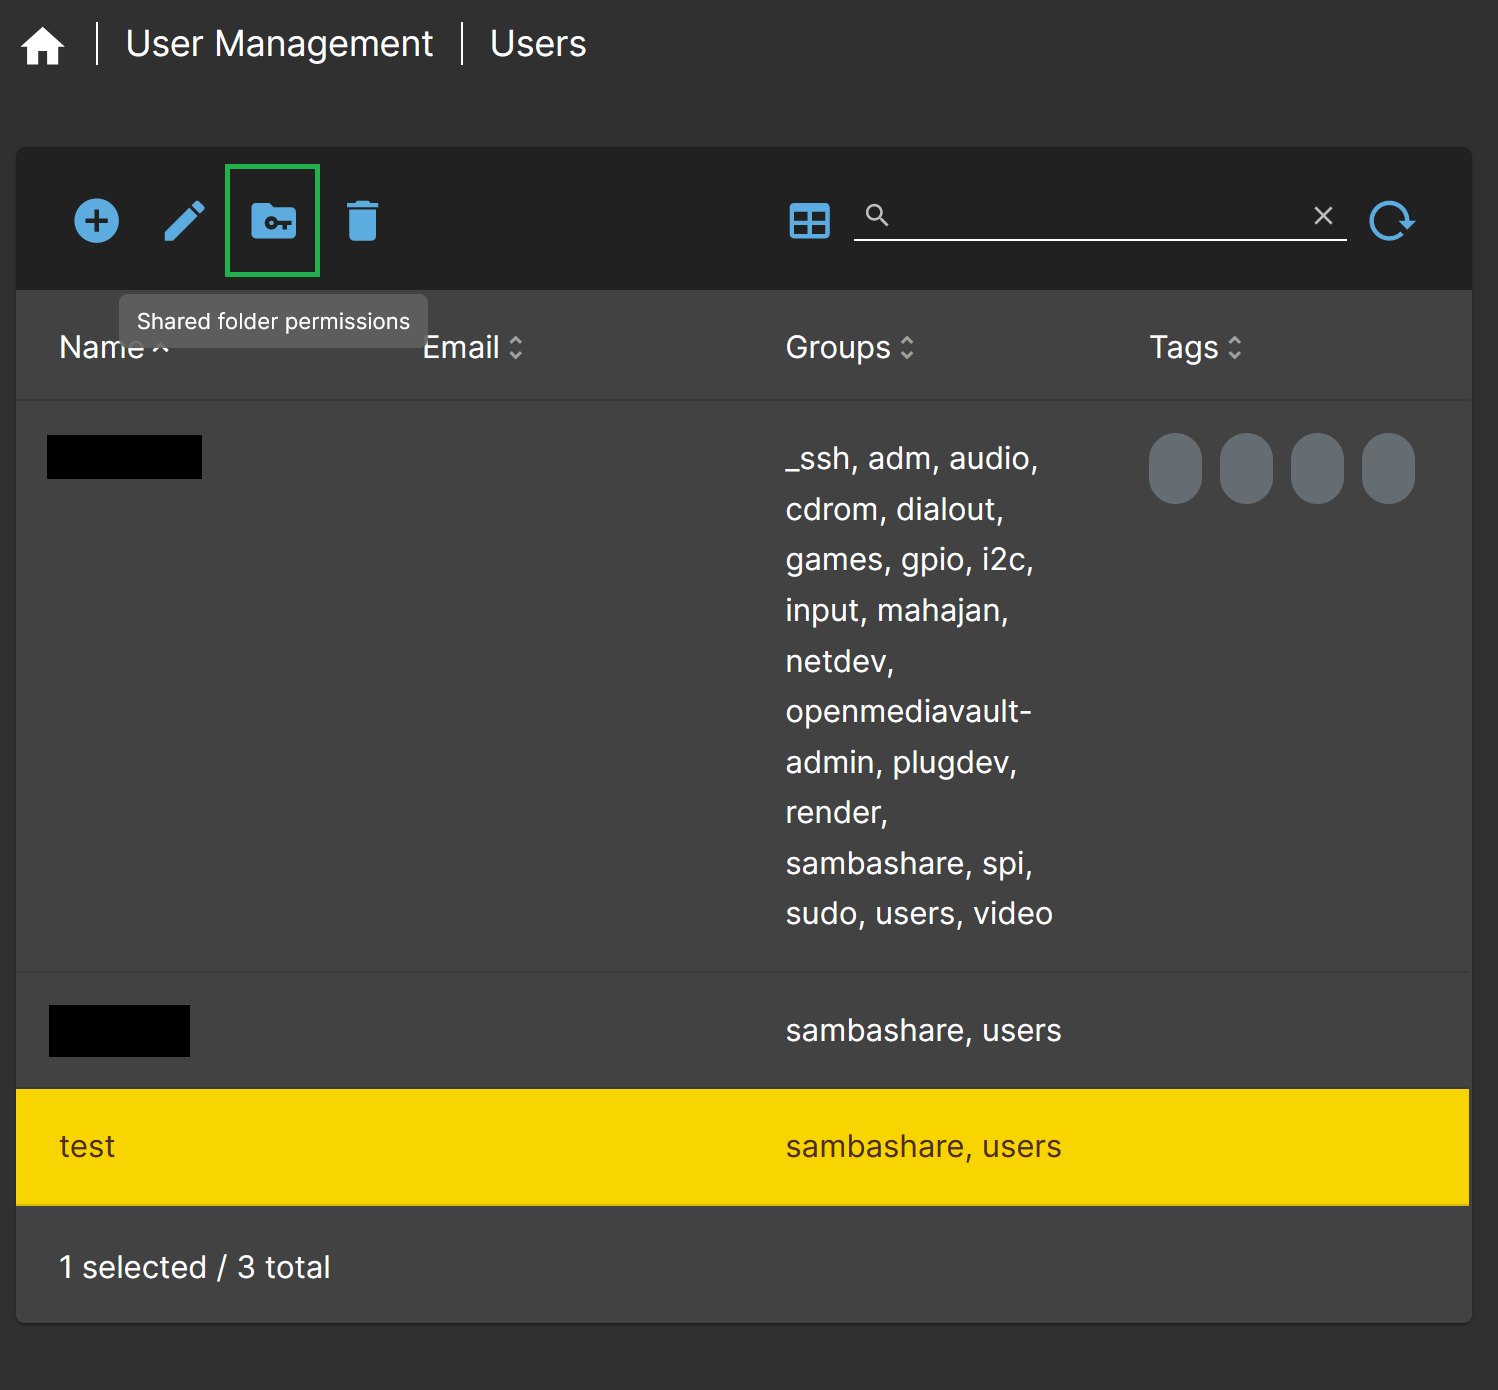 User Management | Users
Shared folder permissions
Name Email Groups Tags
_ssh, adm, audio,
cdrom, dialout,
games, gpio, i2c,
input, mahajan,
netdev,
openmediavault-
admin, plugdev,
render,
sambashare, spi,
sudo, users, video
sambashare, users
test sambashare, users
1 selected / 3 total